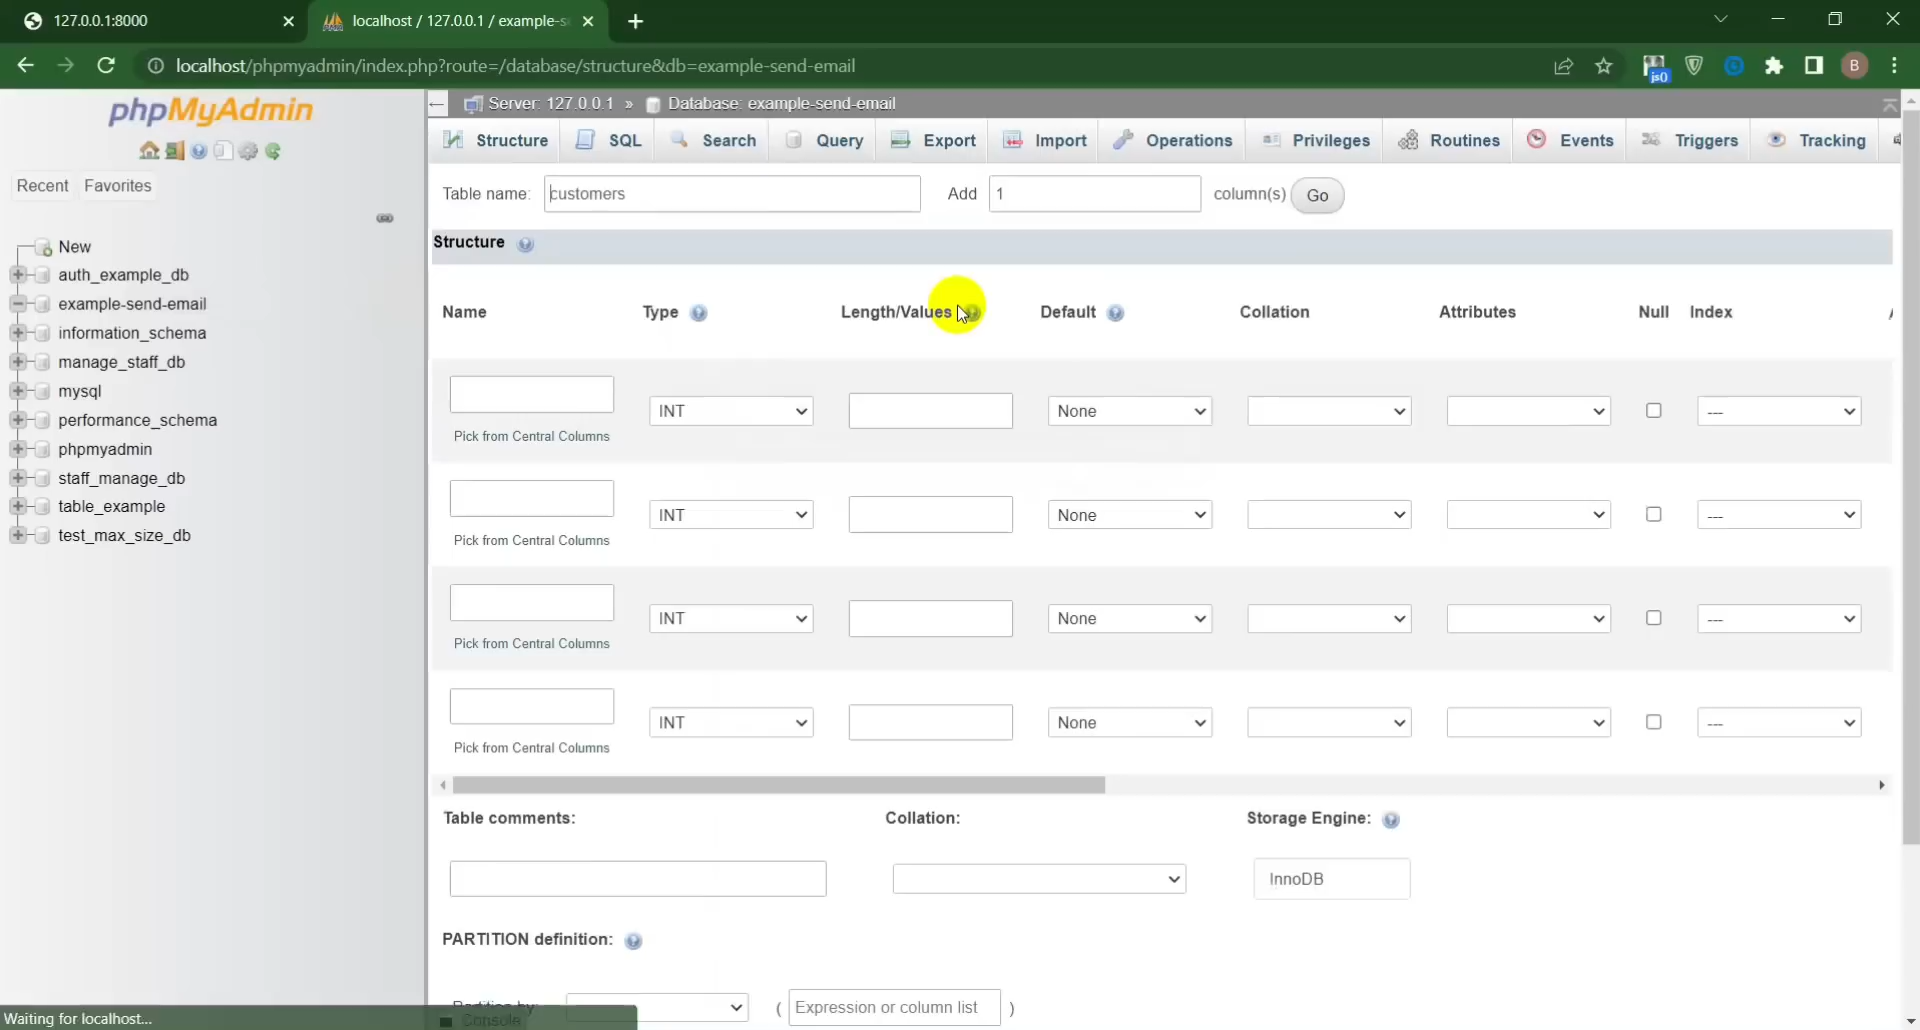 127.0.0.1:8000
localhost / 127.0.0.1 / example-s
localhost/phpmyadmin/index.php?route=/database/structure&db=example-send-email
js()
B
phpMyAdmin
Recent Favorites
New
auth_example_db
example-send-email
information_schema
manage_staff_db
mysql
performance_schema
phpmyadmin
staff_manage_db
table_example
test_max_size_db
Server: 127.0.0.1 » Database: example-send-email
Structure SQL Search Query Export Import Operations Privileges Routines Events Triggers Tracking
Table name: customers Add 1 column(s) Go
Structure
Name Type Length/Values Default Collation Attributes Null Index
INT None ---
Pick from Central Columns
INT None ---
Pick from Central Columns
INT None ---
Pick from Central Columns
INT None ---
Pick from Central Columns
Table comments: Collation: Storage Engine:
InnoDB
PARTITION definition:
Partition by: ( Expression or column list )
Console
Waiting for localhost...